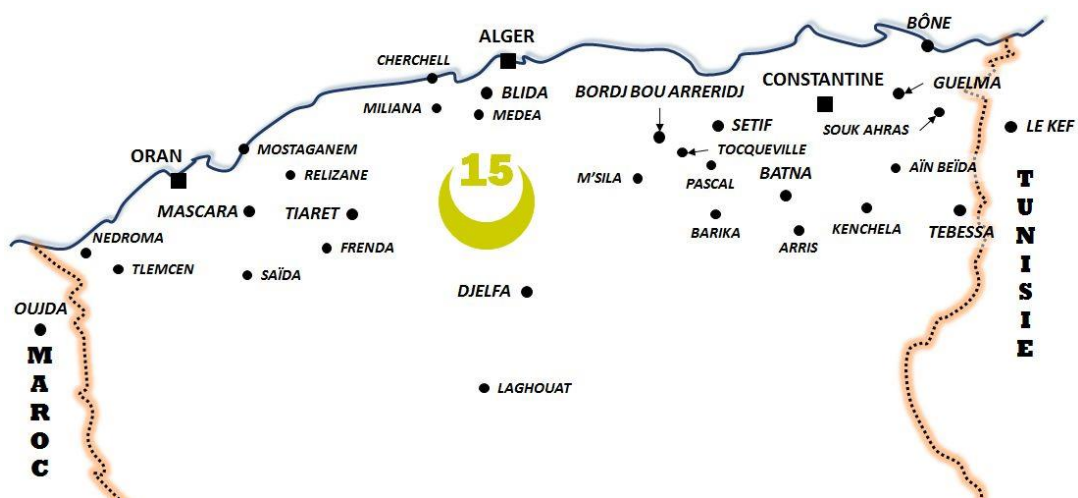 BÔNE
ALGER
CHERCHELL
CONSTANTINE
GUELMA
BLIDA
BORDJ BOU ARRERIDJ
MILIANA
MEDEA
SETIF
SOUK AHRAS
LE KEF
MOSTAGANEM
ORAN
TOCQUEVILLE
15
RELIZANE
M'SILA
PASCAL
BATNA
AÏN BEÏDA
MASCARA
TIARET
BARIKA
ARRIS
KENCHELA
TEBESSA
TUNISIE
NEDROMA
FRENDA
TLEMCEN
SAÏDA
DJELFA
OUJDA
MAROC
LAGHOUAT